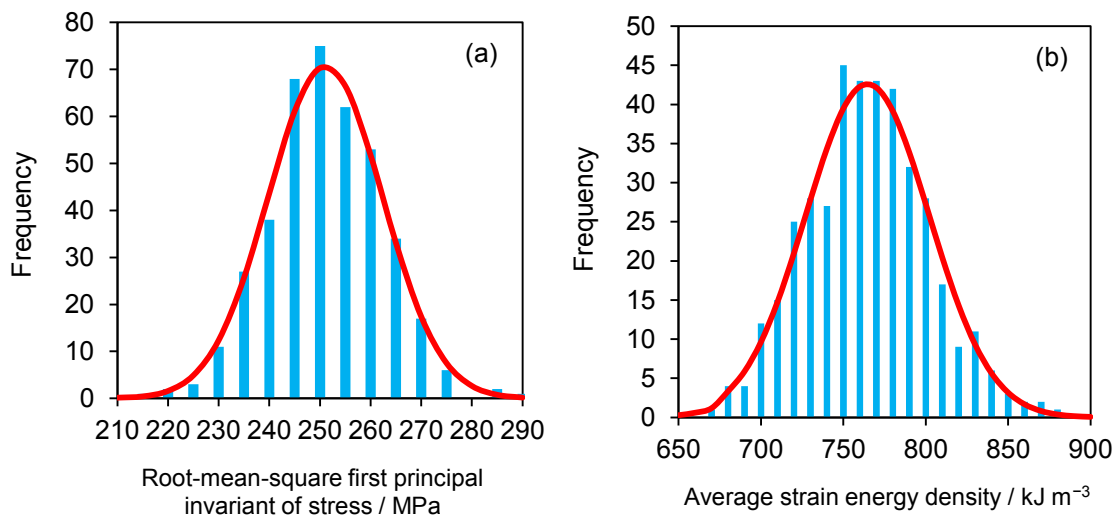 80
70
60
50
40
30
20
10
0
Frequency
(a)
210 220 230 240 250 260 270 280 290
Root-mean-square first principal
invariant of stress / MPa
50
45
40
35
30
25
20
15
10
5
0
Frequency
(b)
650 700 750 800 850 900
Average strain energy density / kJ m⁻³